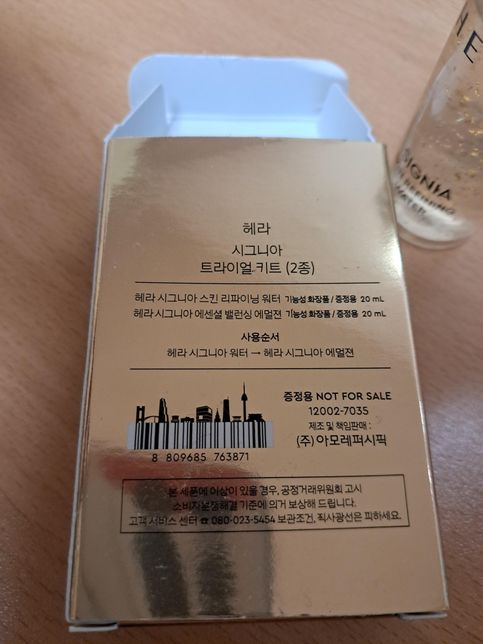 헤라
시그니아
트라이얼 키트 (2종)
헤라 시그니아 스킨 리파이닝 워터 기능성 화장품 / 증정용 20 mL
헤라 시그니아 에센셜 밸런싱 에멀젼 기능성 화장품 / 증정용 20 mL
사용순서
헤라 시그니아 워터 → 헤라 시그니아 에멀젼
증정용 NOT FOR SALE
12002-7035
제조 및 책임판매 :
(주) 아모레퍼시픽
8 809685 763871
본 제품에 이상이 있을 경우, 공정거래위원회 고시
소비자분쟁해결 기준에 의거 보상해 드립니다.
고객 서비스 센터 ☎ 080-023-5454 보관조건. 직사광선은 피하세요.
HE
SIGNIA
REFINING
WATER